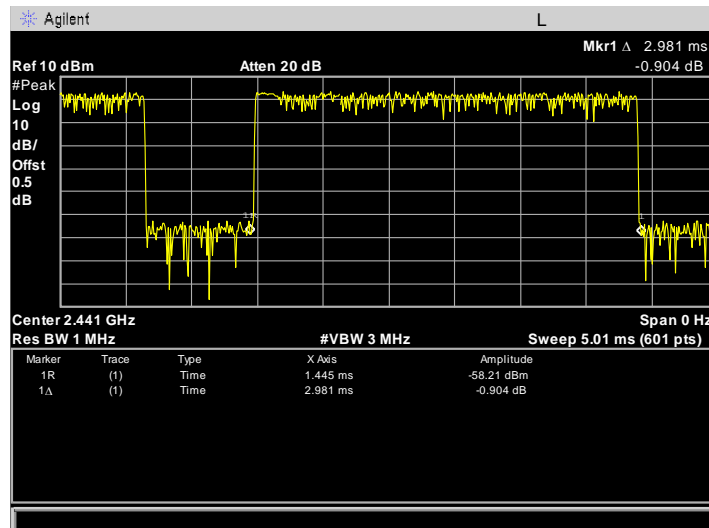 Agilent L
Mkr1 Δ 2.981 ms
Ref 10 dBm Atten 20 dB -0.904 dB
#Peak
Log
10
dB/
Offst
0.5
dB
1R
1
Center 2.441 GHz Span 0 Hz
Res BW 1 MHz #VBW 3 MHz Sweep 5.01 ms (601 pts)
Marker Trace Type X Axis Amplitude
1R (1) Time 1.445 ms -58.21 dBm
1Δ (1) Time 2.981 ms -0.904 dB